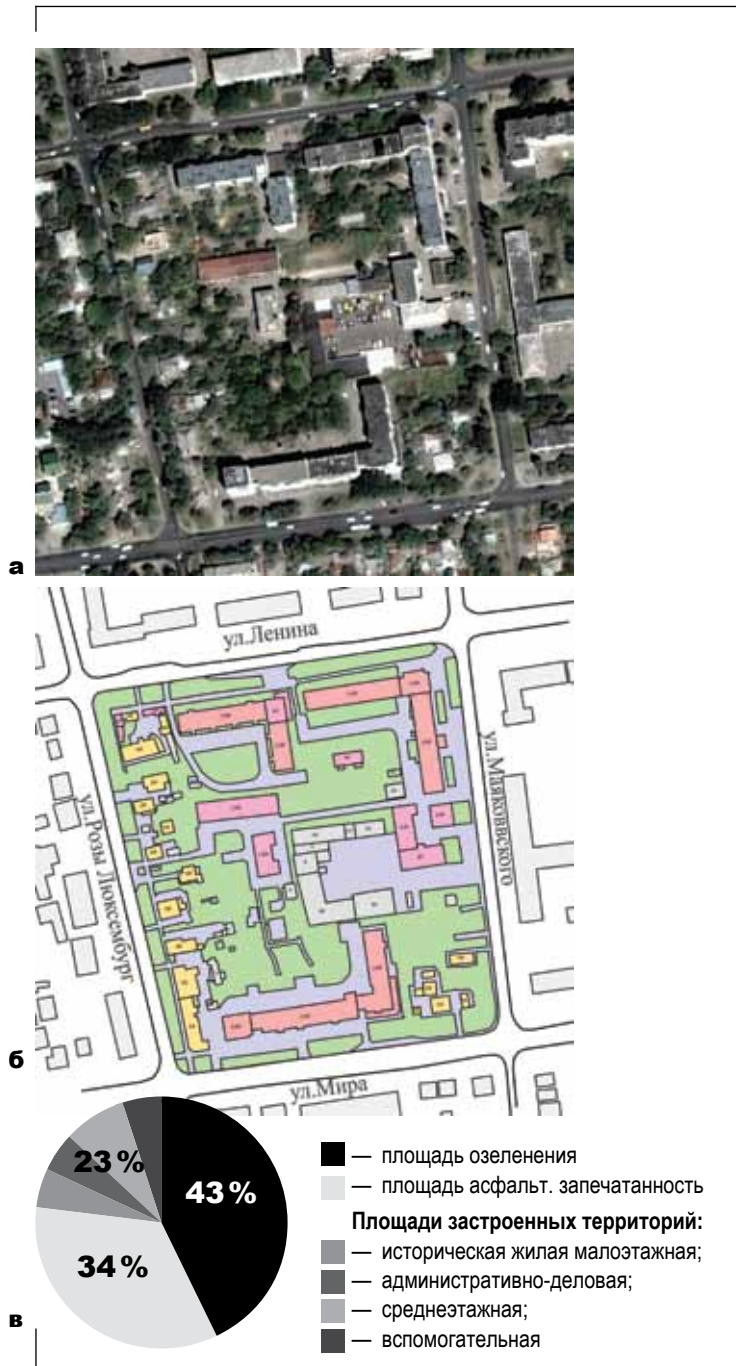 а
ул.Ленина
ул.Маяковского
ул.Розы Люксембург
ул.Мира
б
23 %
43 %
34 %
— площадь озеленения
— площадь асфальт. запечатанность
Площади застроенных территорий:
— историческая жилая малоэтажная;
— административно-деловая;
— среднеэтажная;
— вспомогательная
в